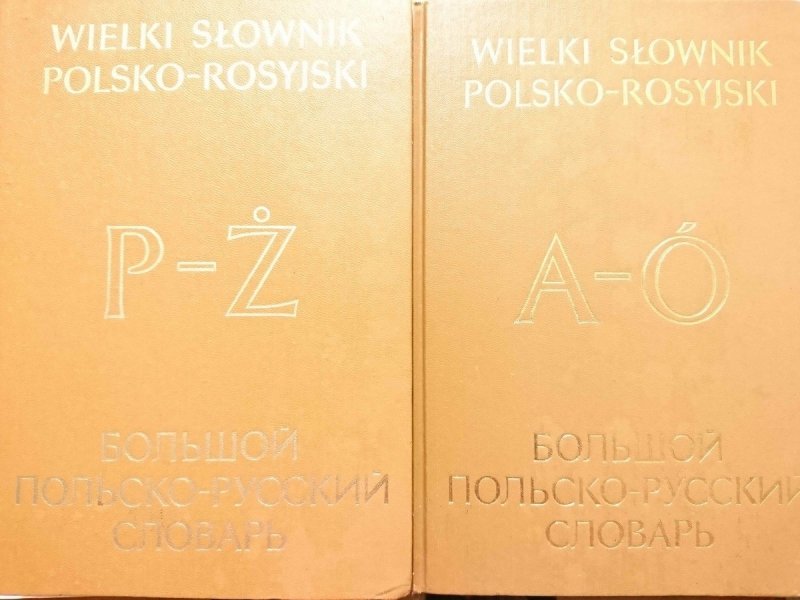 WIELKI SŁOWNIK
POLSKO-ROSYJSKI
P-Ż
БОЛЬШОЙ
ПОЛЬСКО-РУССКИЙ
СЛОВАРЬ
WIELKI SŁOWNIK
POLSKO-ROSYJSKI
A-Ó
БОЛЬШОЙ
ПОЛЬСКО-РУССКИЙ
СЛОВАРЬ